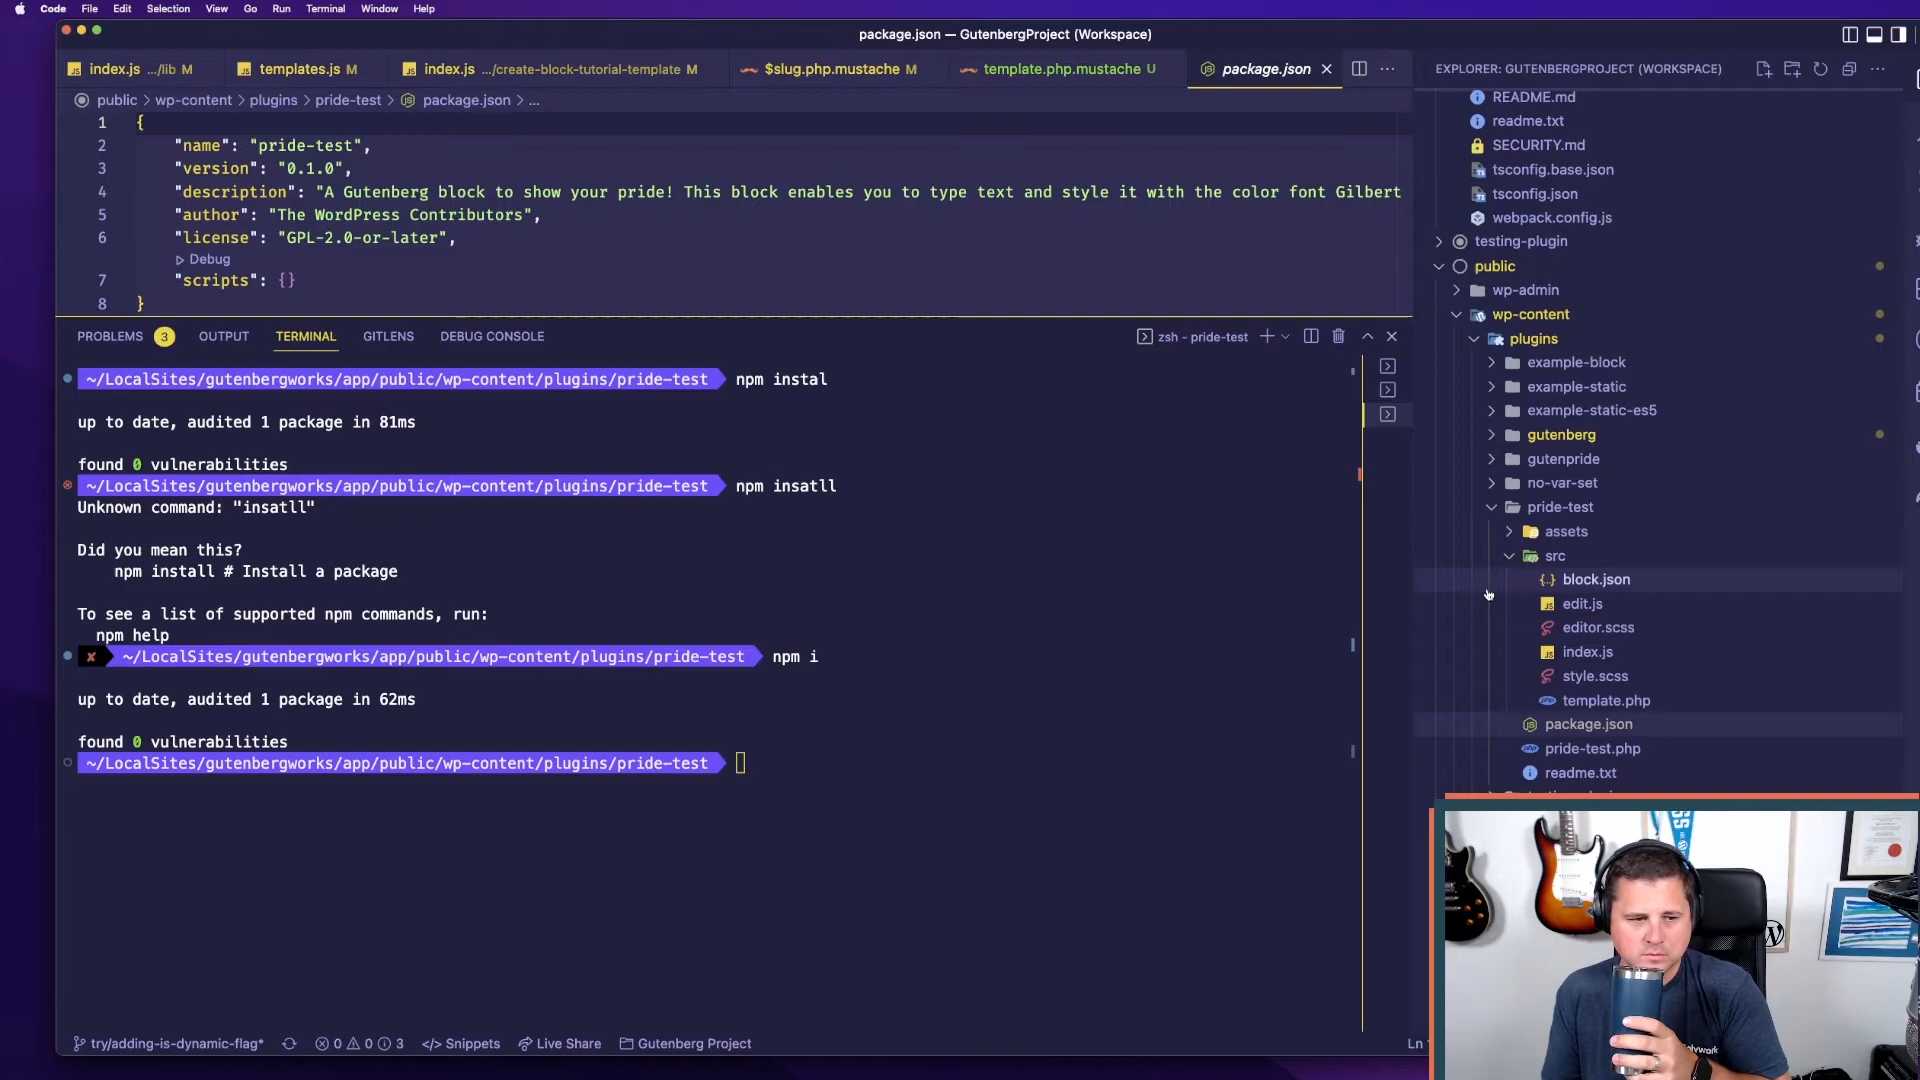 Code File Edit Selection View Go Run Terminal Window Help
package.json — GutenbergProject (Workspace)
index.js .../lib M
templates.js M
index.js .../create-block-tutorial-template M
$slug.php.mustache M
template.php.mustache U
package.json
EXPLORER: GUTENBERGPROJECT (WORKSPACE)
public > wp-content > plugins > pride-test > package.json > ...
1 {
2 "name": "pride-test",
3 "version": "0.1.0",
4 "description": "A Gutenberg block to show your pride! This block enables you to type text and style it with the color font Gilbert
5 "author": "The WordPress Contributors",
6 "license": "GPL-2.0-or-later",
Debug
7 "scripts": {}
8 }
PROBLEMS 3 OUTPUT TERMINAL GITLENS DEBUG CONSOLE
zsh - pride-test
~/LocalSites/gutenbergworks/app/public/wp-content/plugins/pride-test npm instal
up to date, audited 1 package in 81ms
found 0 vulnerabilities
~/LocalSites/gutenbergworks/app/public/wp-content/plugins/pride-test npm insatll
Unknown command: "insatll"
Did you mean this?
npm install # Install a package
To see a list of supported npm commands, run:
npm help
✘ ~/LocalSites/gutenbergworks/app/public/wp-content/plugins/pride-test npm i
up to date, audited 1 package in 62ms
found 0 vulnerabilities
~/LocalSites/gutenbergworks/app/public/wp-content/plugins/pride-test
README.md
readme.txt
SECURITY.md
tsconfig.base.json
tsconfig.json
webpack.config.js
testing-plugin
public
wp-admin
wp-content
plugins
example-block
example-static
example-static-es5
gutenberg
gutenpride
no-var-set
pride-test
assets
src
block.json
edit.js
editor.scss
index.js
style.scss
template.php
package.json
pride-test.php
readme.txt
try/adding-is-dynamic-flag* 0 0 3 </> Snippets Live Share Gutenberg Project
Ln